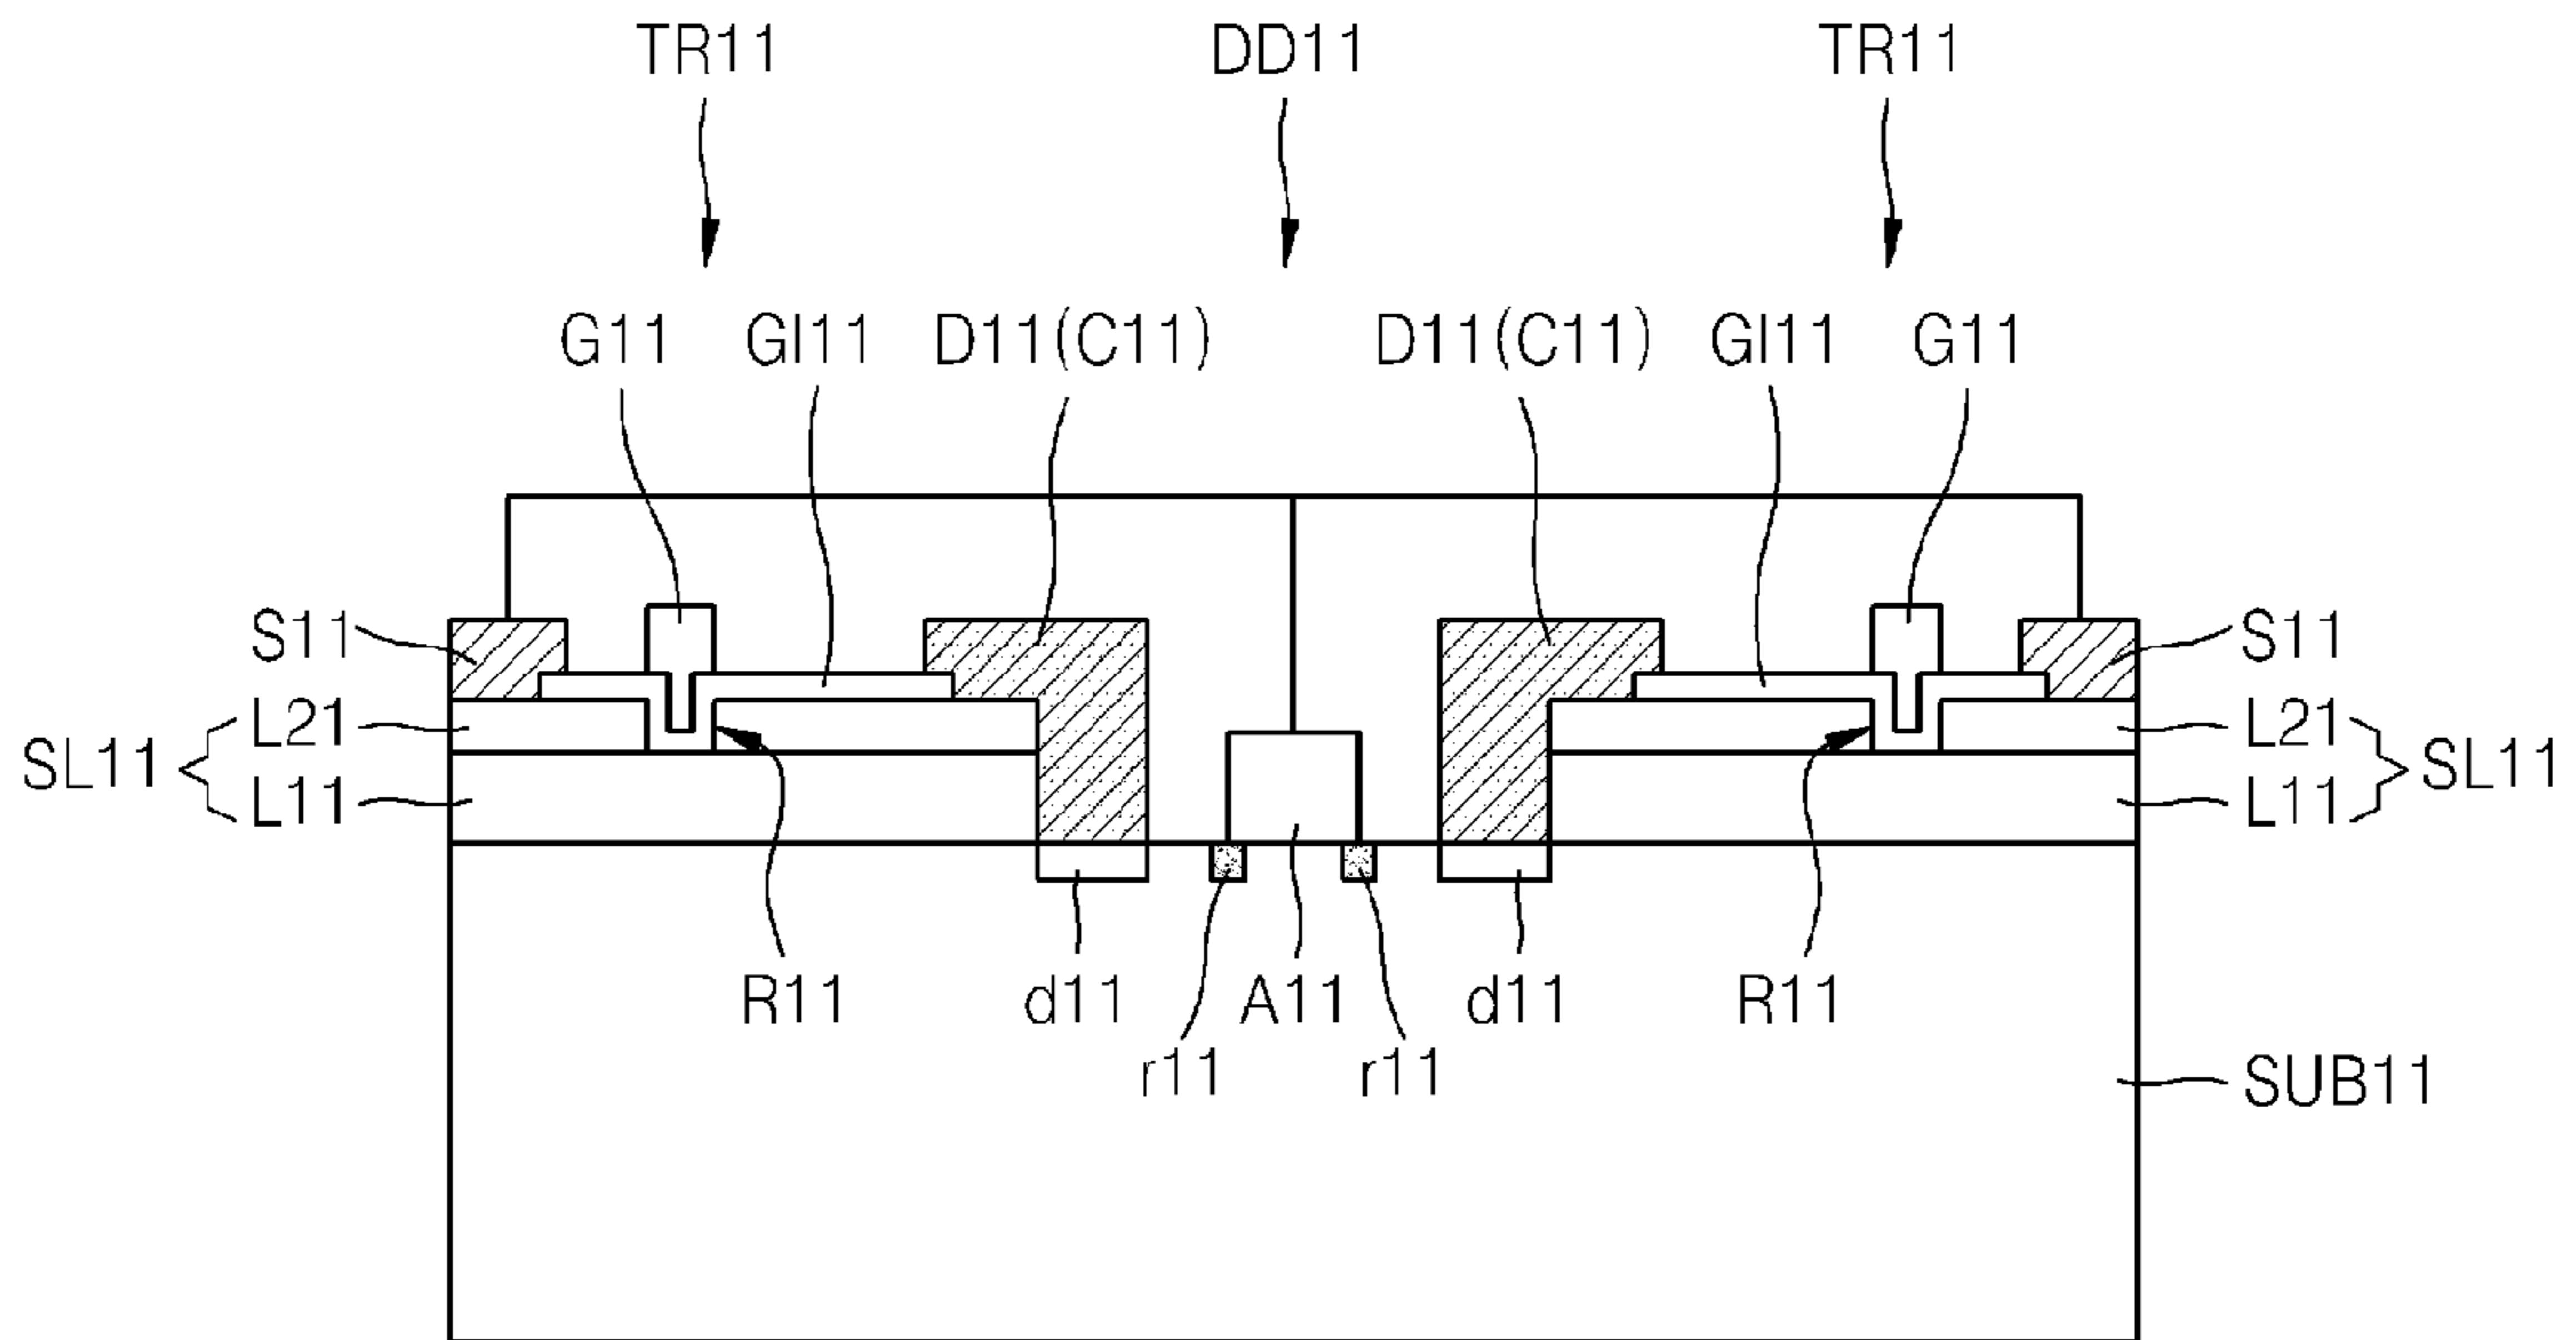 TR11 DD11 TR11
G11 GI11 D11(C11) D11(C11) GI11 G11
S11 S11
L21 L21
SL11 SL11
L11 L11
R11 d11 A11 d11 R11
r11 r11
SUB11